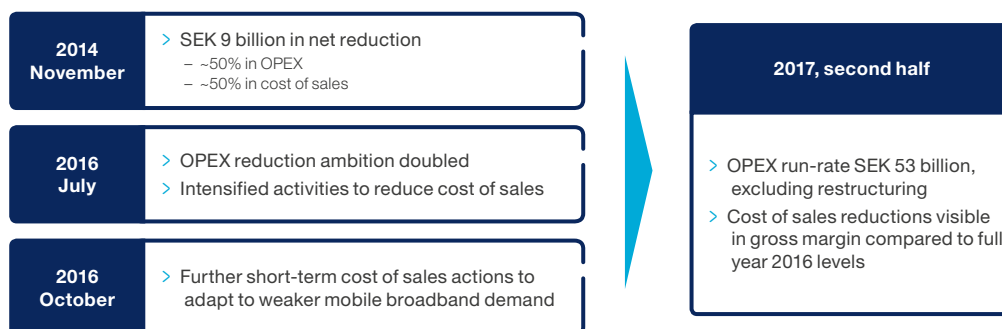 2014
November
> SEK 9 billion in net reduction
– ~50% in OPEX
– ~50% in cost of sales
2016
July
> OPEX reduction ambition doubled
> Intensified activities to reduce cost of sales
2016
October
> Further short-term cost of sales actions to
adapt to weaker mobile broadband demand
2017, second half
> OPEX run-rate SEK 53 billion,
excluding restructuring
> Cost of sales reductions visible
in gross margin compared to full
year 2016 levels